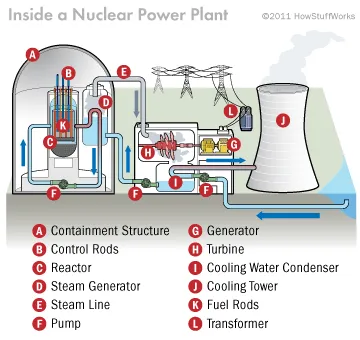 Inside a Nuclear Power Plant
©2011 HowStuffWorks
A
B
E
D
L
K
C
H
G
J
I
F
F
F
A Containment Structure
B Control Rods
C Reactor
D Steam Generator
E Steam Line
F Pump
G Generator
H Turbine
I Cooling Water Condenser
J Cooling Tower
K Fuel Rods
L Transformer